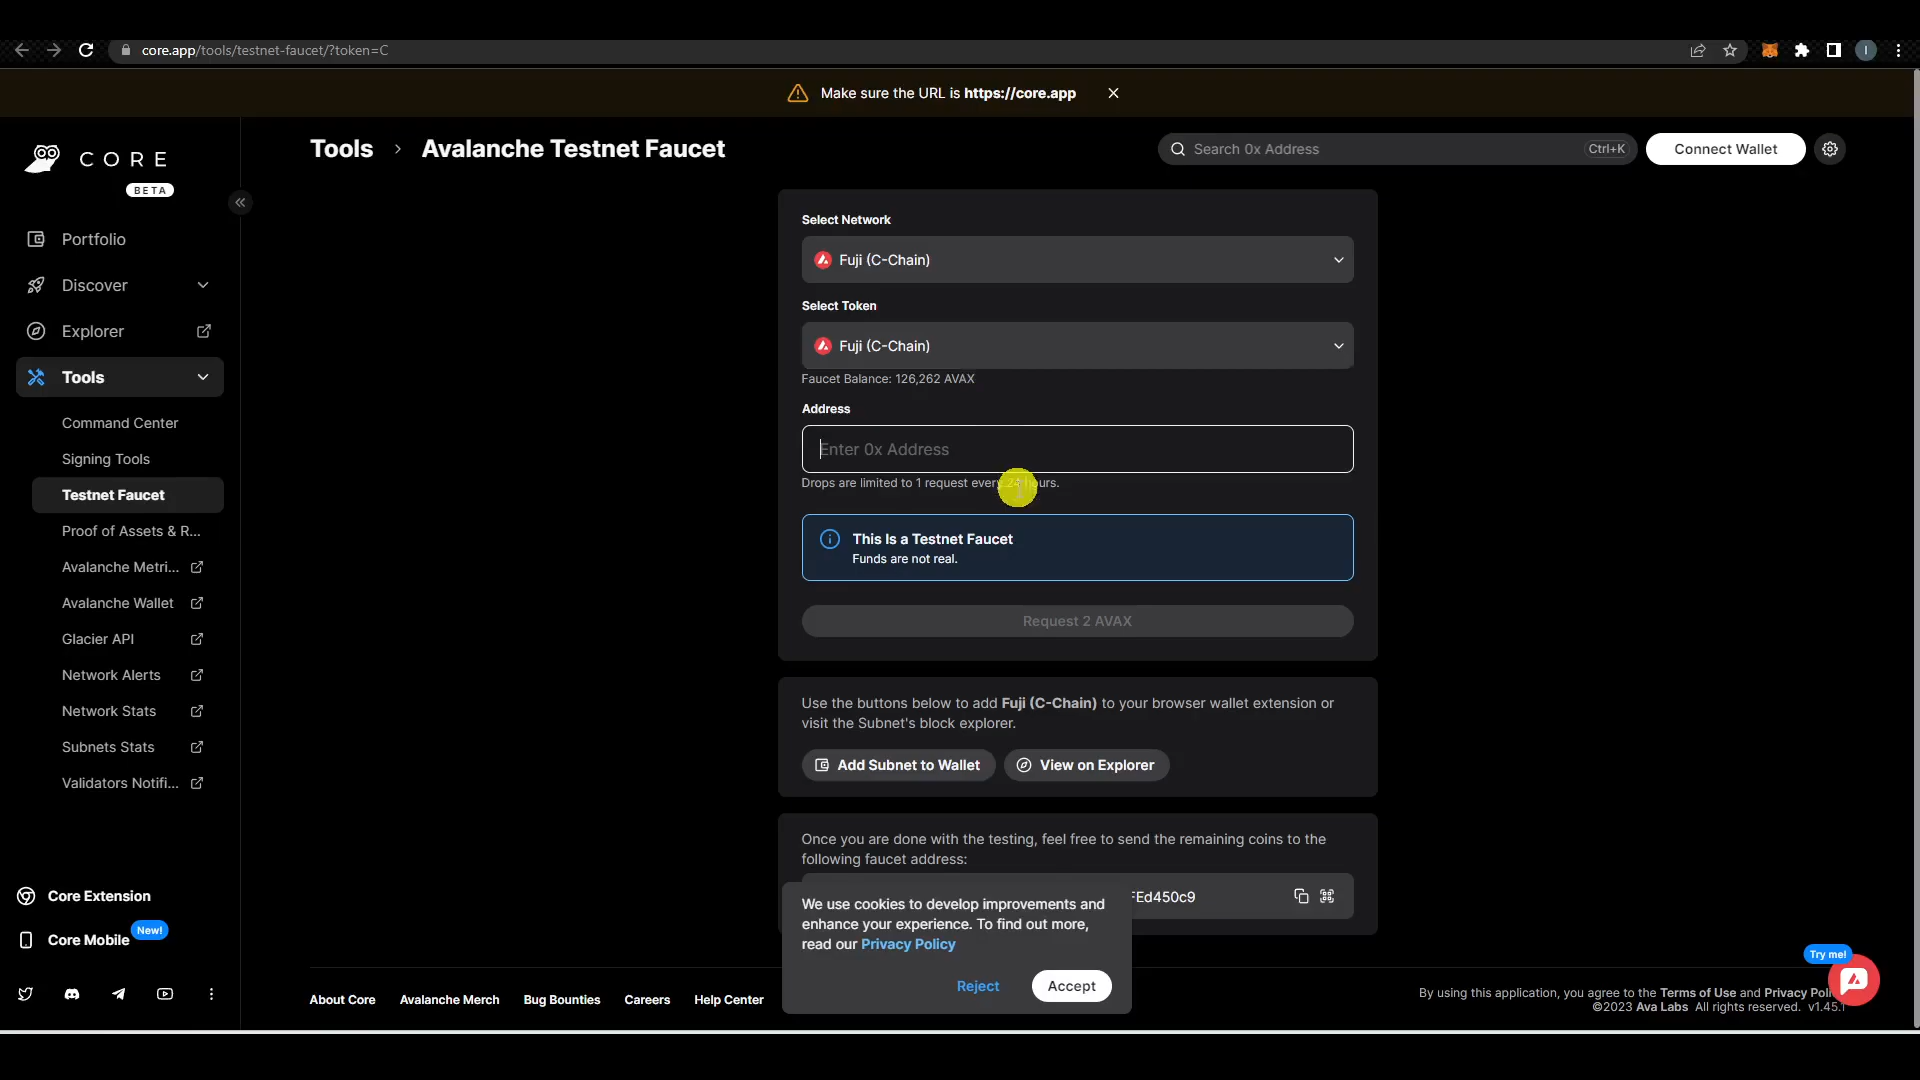 core.app/tools/testnet-faucet/?token=C
I
Make sure the URL is https://core.app
CORE
BETA
Portfolio
Discover
Explorer
Tools
Command Center
Signing Tools
Testnet Faucet
Proof of Assets & R...
Avalanche Metri...
Avalanche Wallet
Glacier API
Network Alerts
Network Stats
Subnets Stats
Validators Notifi...
Core Extension
Core Mobile New!
Tools > Avalanche Testnet Faucet
Search 0x Address Ctrl+K
Connect Wallet
Select Network
Fuji (C-Chain)
Select Token
Fuji (C-Chain)
Faucet Balance: 126,262 AVAX
Address
Enter 0x Address
Drops are limited to 1 request every 24 hours.
This Is a Testnet Faucet
Funds are not real.
Request 2 AVAX
Use the buttons below to add Fuji (C-Chain) to your browser wallet extension or
visit the Subnet's block explorer.
Add Subnet to Wallet
View on Explorer
Once you are done with the testing, feel free to send the remaining coins to the
following faucet address:
Ed450c9
We use cookies to develop improvements and
enhance your experience. To find out more,
read our Privacy Policy
Reject
Accept
About Core
Avalanche Merch
Bug Bounties
Careers
Help Center
Try me!
By using this application, you agree to the Terms of Use and Privacy Poli
©2023 Ava Labs All rights reserved. v1.45.1